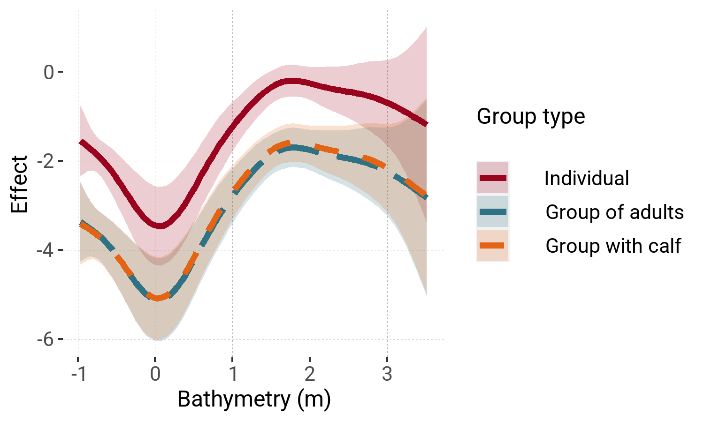 Effect
0
-2
-4
-6
-1
0
1
2
3
Bathymetry (m)
Group type
Individual
Group of adults
Group with calf